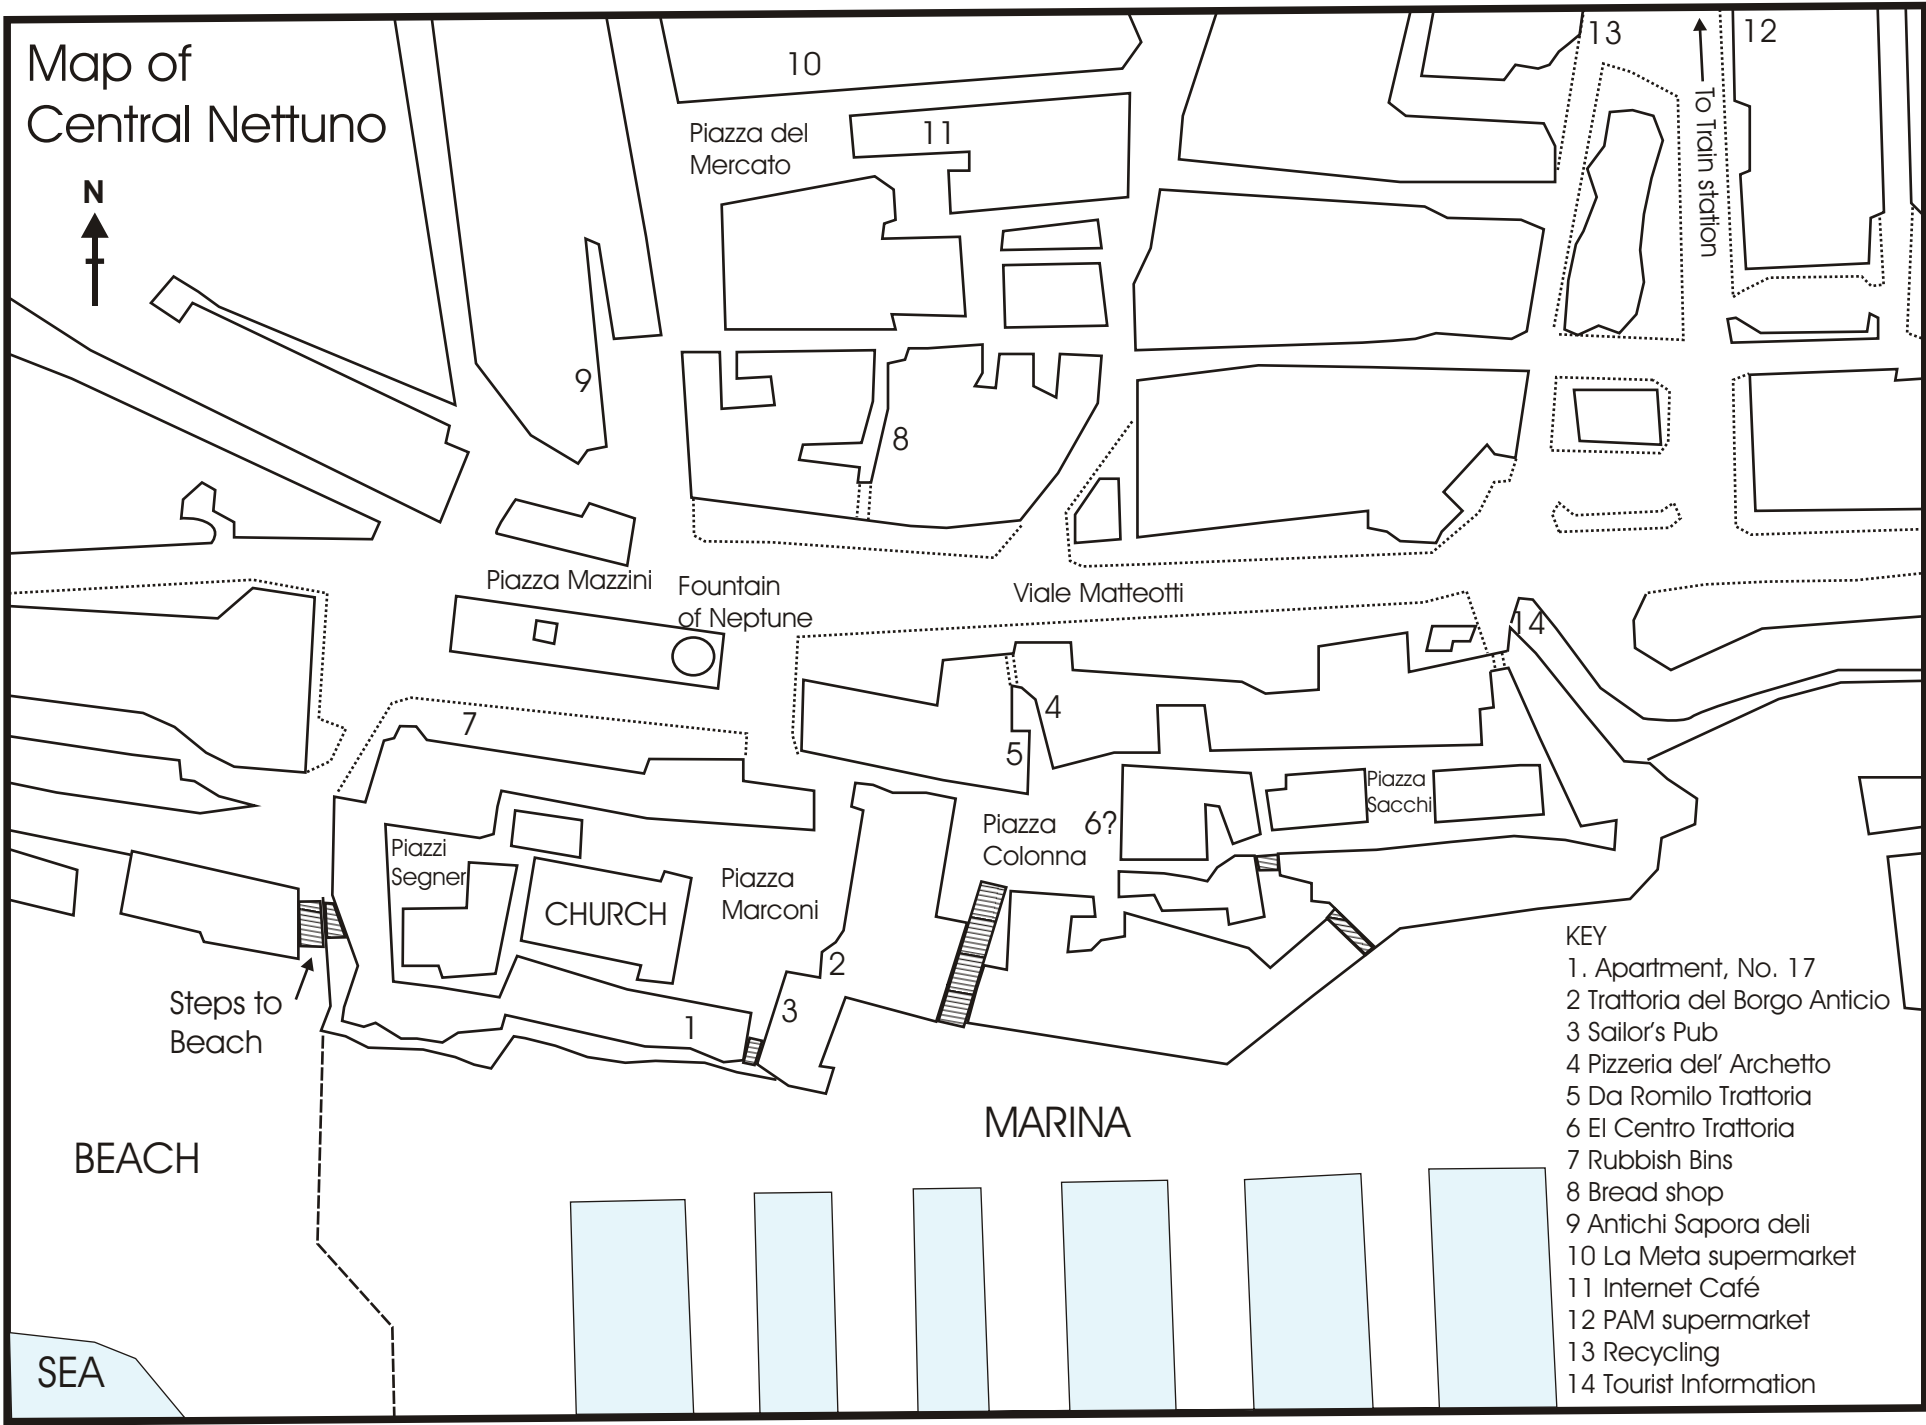 Map of
Central Nettuno
N
10
11
Piazza del
Mercato
13
12
To Train station
9
8
Piazza Mazzini
Fountain
of Neptune
Viale Matteotti
14
7
4
5
Piazza
Sacchi
Piazza
Colonna
6?
Piazzi
Segner
CHURCH
Piazza
Marconi
2
3
1
Steps to
Beach
BEACH
MARINA
SEA
KEY
1. Apartment, No. 17
2 Trattoria del Borgo Anticio
3 Sailor's Pub
4 Pizzeria del' Archetto
5 Da Romilo Trattoria
6 El Centro Trattoria
7 Rubbish Bins
8 Bread shop
9 Antichi Sapora deli
10 La Meta supermarket
11 Internet Café
12 PAM supermarket
13 Recycling
14 Tourist Information